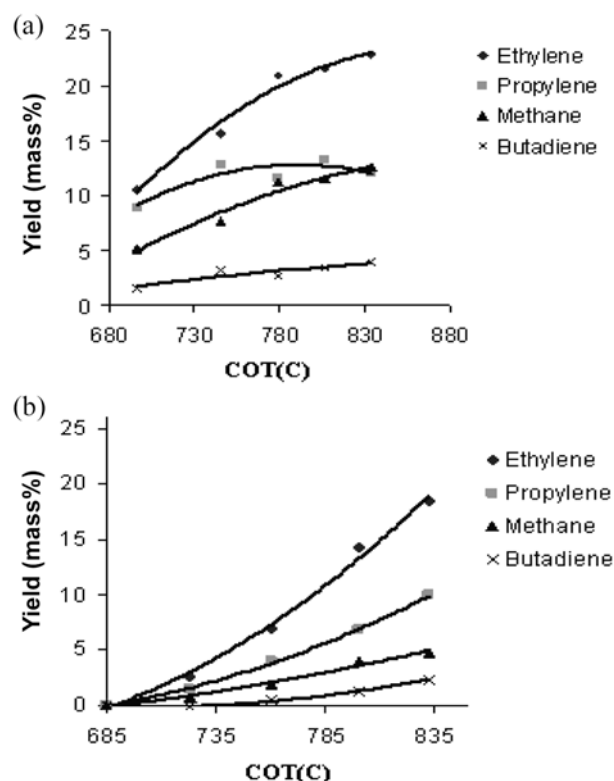 (a)
25
20
15
10
5
0
Yield (mass%)
680 730 780 830 880
COT(C)
Ethylene
Propylene
Methane
Butadiene
(b)
25
20
15
10
5
0
Yield (mass%)
685 735 785 835
COT(C)
Ethylene
Propylene
Methane
Butadiene